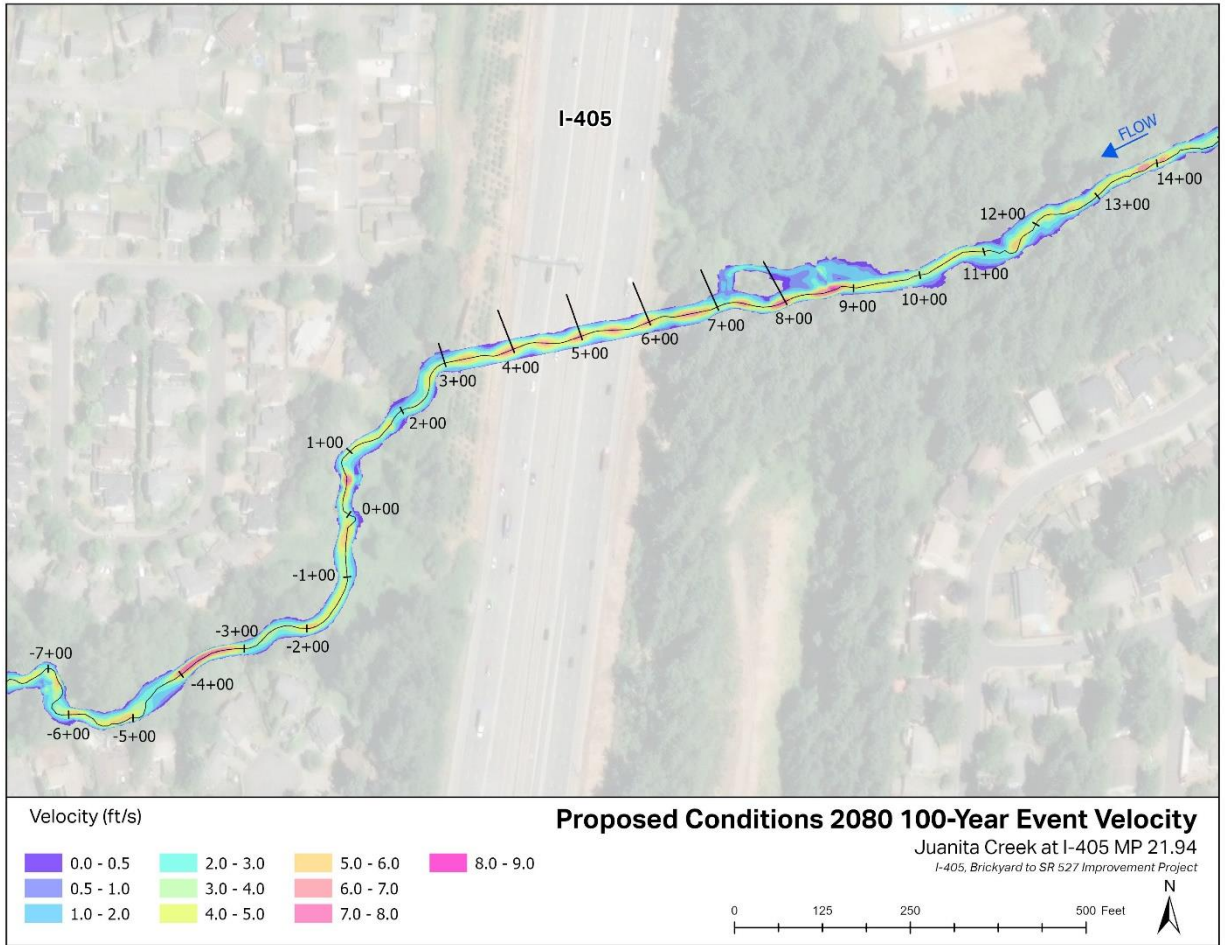 I-405
FLOW
14+00
13+00
12+00
11+00
10+00
9+00
8+00
7+00
6+00
5+00
4+00
3+00
2+00
1+00
0+00
-1+00
-2+00
-3+00
-4+00
-5+00
-6+00
-7+00
Velocity (ft/s)
0.0 - 0.5
0.5 - 1.0
1.0 - 2.0
2.0 - 3.0
3.0 - 4.0
4.0 - 5.0
5.0 - 6.0
6.0 - 7.0
7.0 - 8.0
8.0 - 9.0
Proposed Conditions 2080 100-Year Event Velocity
Juanita Creek at I-405 MP 21.94
I-405, Brickyard to SR 527 Improvement Project
N
0 125 250 500 Feet